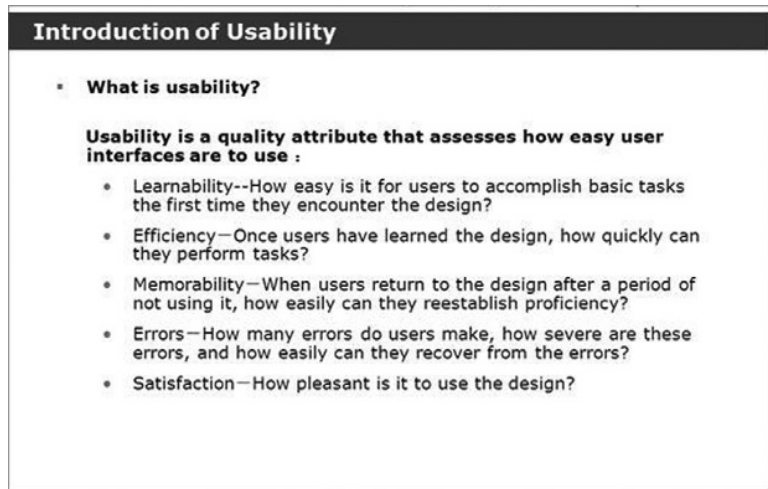 Introduction of Usability
▪ What is usability?
Usability is a quality attribute that assesses how easy user
interfaces are to use :
• Learnability--How easy is it for users to accomplish basic tasks
the first time they encounter the design?
• Efficiency—Once users have learned the design, how quickly can
they perform tasks?
• Memorability—When users return to the design after a period of
not using it, how easily can they reestablish proficiency?
• Errors—How many errors do users make, how severe are these
errors, and how easily can they recover from the errors?
• Satisfaction—How pleasant is it to use the design?